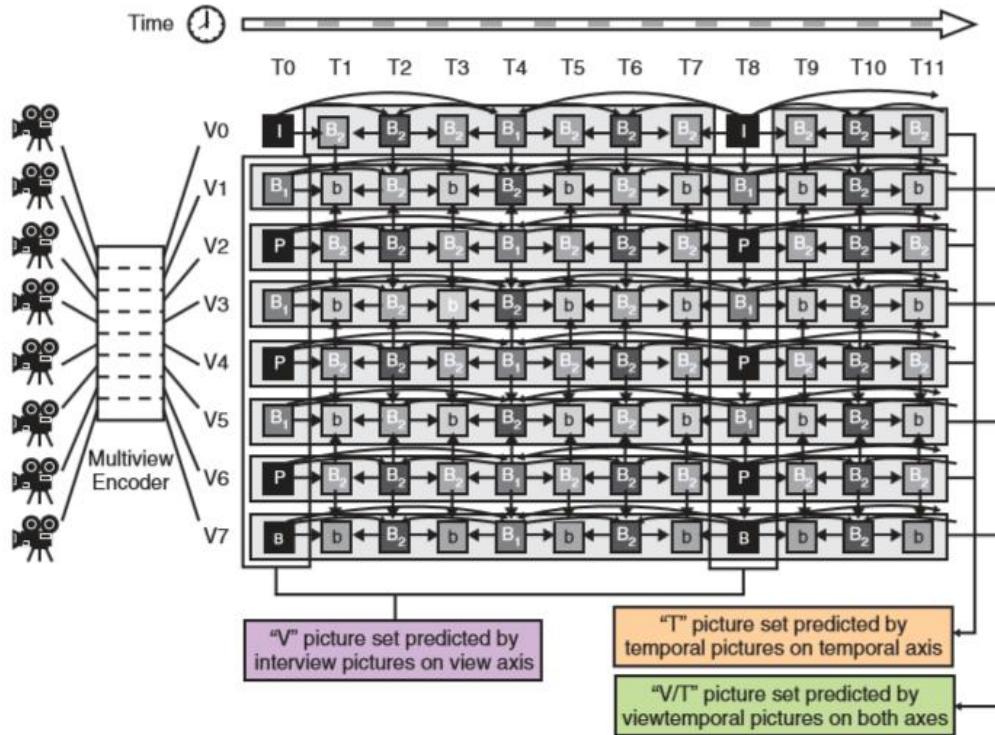 Time
T0 T1 T2 T3 T4 T5 T6 T7 T8 T9 T10 T11
V0 I B2 B2 B2 B1 B2 B2 B2 I B2 B2 B2
V1 B1 b B2 b B2 b B2 b B1 b B2 b
V2 P B2 B2 B2 B1 B2 B2 B2 P B2 B2 B2
V3 B1 b B2 b B2 b B2 b B1 b B2 b
V4 P B2 B2 B2 B1 B2 B2 B2 P B2 B2 B2
V5 B1 b B2 b B2 b B2 b B1 b B2 b
Multiview
Encoder
V6 P B2 B2 B2 B1 B2 B2 B2 P B2 B2 B2
V7 B b B2 b B1 b B2 b B b B2 b
"V" picture set predicted by
interview pictures on view axis
"T" picture set predicted by
temporal pictures on temporal axis
"V/T" picture set predicted by
viewtemporal pictures on both axes